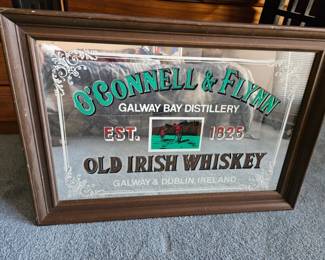 O'CONNELL & FLYNN
GALWAY BAY DISTILLERY
EST. 1825
OLD IRISH WHISKEY
GALWAY & DUBLIN, IRELAND